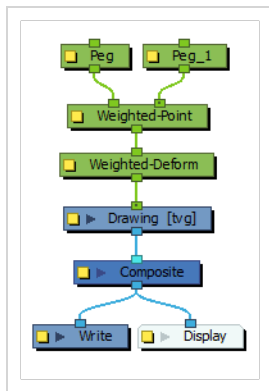 Peg
Peg_1
Weighted-Point
Weighted-Deform
Drawing [tvg]
Composite
Write
Display